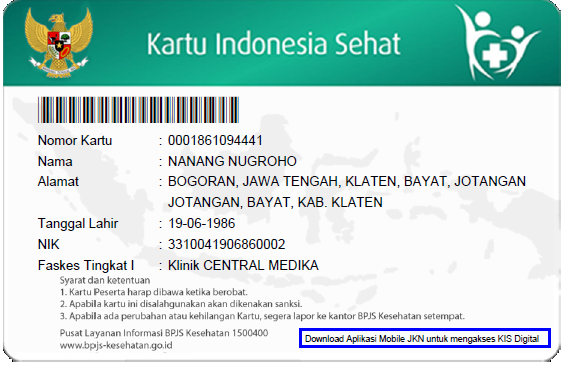 Kartu Indonesia Sehat
Nomor Kartu : 0001861094441
Nama : NANANG NUGROHO
Alamat : BOGORAN, JAWA TENGAH, KLATEN, BAYAT, JOTANGAN
JOTANGAN, BAYAT, KAB. KLATEN
Tanggal Lahir : 19-06-1986
NIK : 3310041906860002
Faskes Tingkat I : Klinik CENTRAL MEDIKA
Syarat dan ketentuan
1. Kartu Peserta harap dibawa ketika berobat.
2. Apabila kartu ini disalahgunakan akan dikenakan sanksi.
3. Apabila ada perubahan atau kehilangan Kartu, segera lapor ke kantor BPJS Kesehatan setempat.
Pusat Layanan Informasi BPJS Kesehatan 1500400
www.bpjs-kesehatan.go.id
Download Aplikasi Mobile JKN untuk mengakses KIS Digital